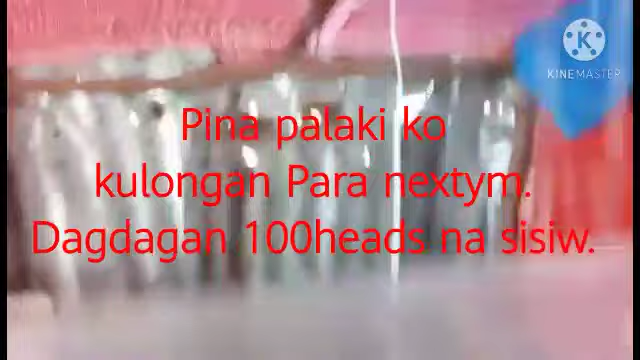 KINEMASTER
Pina palaki ko
kulongan Para nextym.
Dagdagan 100heads na sisiw.